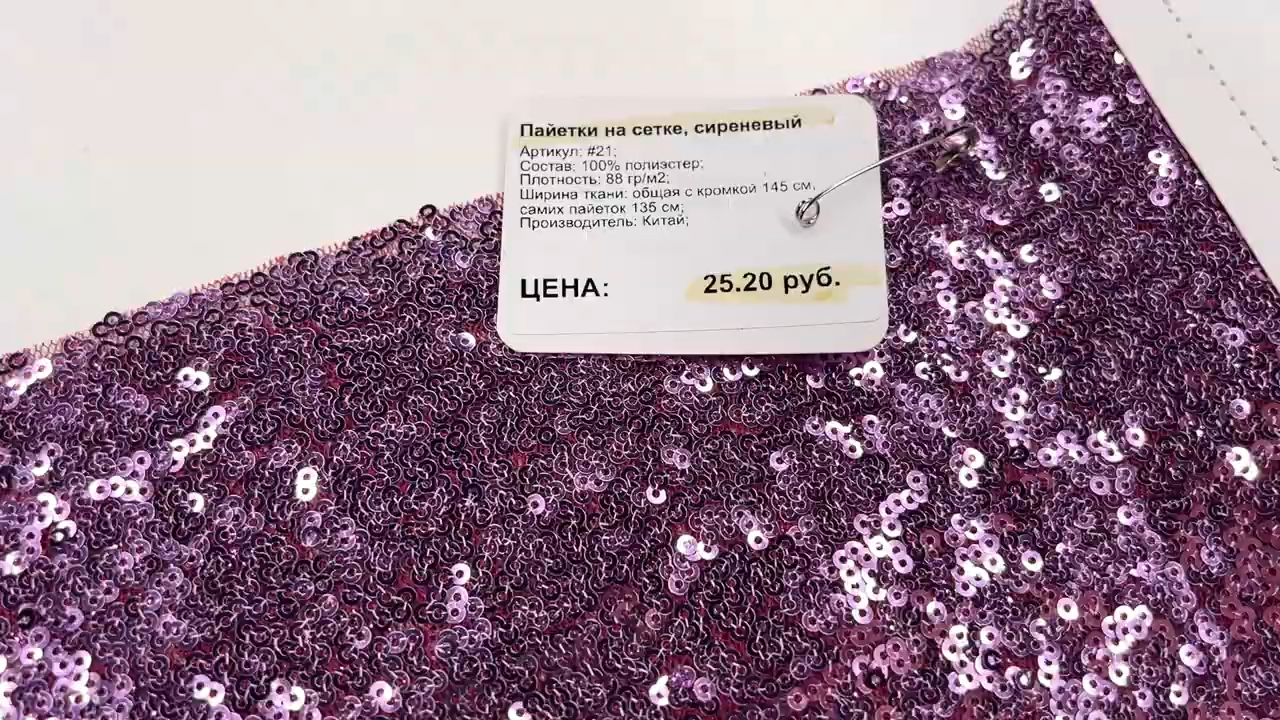 Пайетки на сетке, сиреневый
Артикул: #21;
Состав: 100% полиэстер;
Плотность: 88 гр/м2;
Ширина ткани: общая с кромкой 145 см,
самих пайеток 135 см;
Производитель: Китай;
ЦЕНА: 25.20 руб.